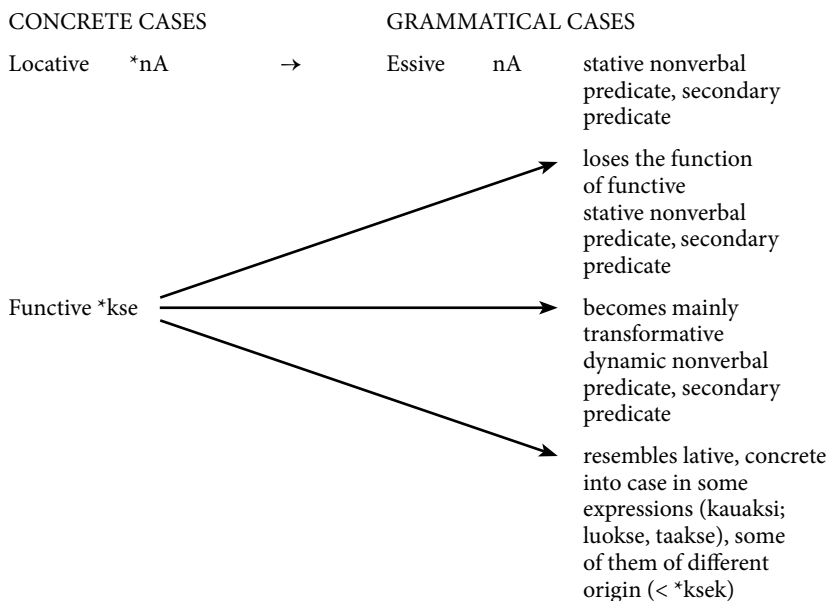 CONCRETE CASES GRAMMATICAL CASES
Locative *nA → Essive nA stative nonverbal
predicate, secondary
predicate
loses the function
of functive
stative nonverbal
predicate, secondary
predicate
Functive *kse becomes mainly
transformative
dynamic nonverbal
predicate, secondary
predicate
resembles lative, concrete
into case in some
expressions (kauaksi;
luokse, taakse), some
of them of different
origin (< *ksek)